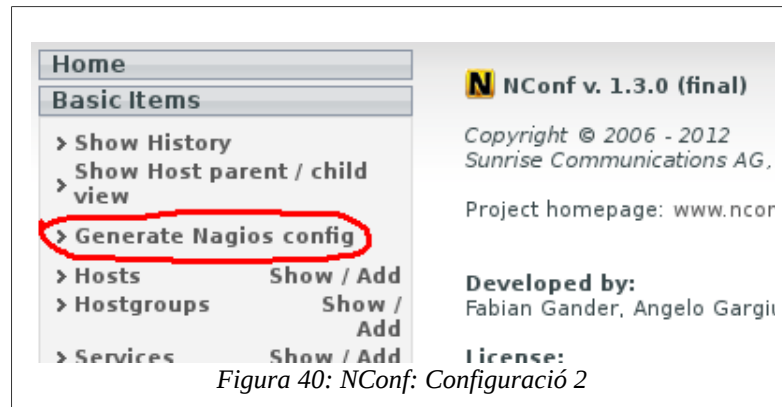 Home
Basic Items
Show History
Show Host parent / child
view
Generate Nagios config
Hosts Show / Add
Hostgroups Show /
Add
Services Show / Add
N NConf v. 1.3.0 (final)
Copyright © 2006 - 2012
Sunrise Communications AG,
Project homepage: www.ncor
Developed by:
Fabian Gander, Angelo Gargiu
License:
Figura 40: NConf: Configuració 2